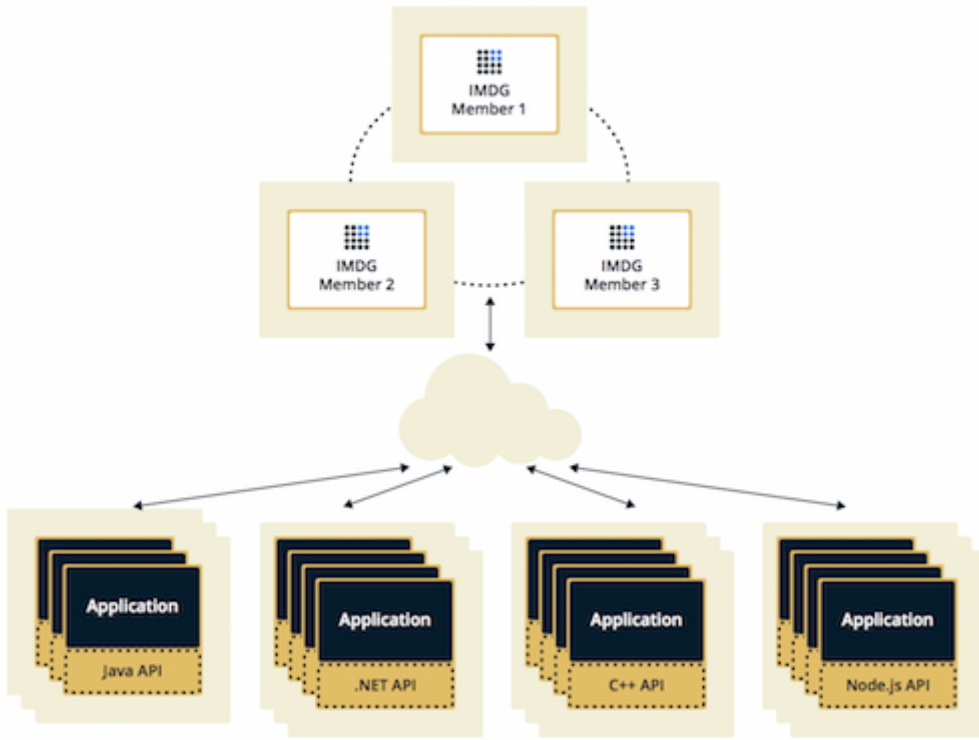 IMDG
Member 1
IMDG
Member 2
IMDG
Member 3
Application
Java API
Application
.NET API
Application
C++ API
Application
Node.js API